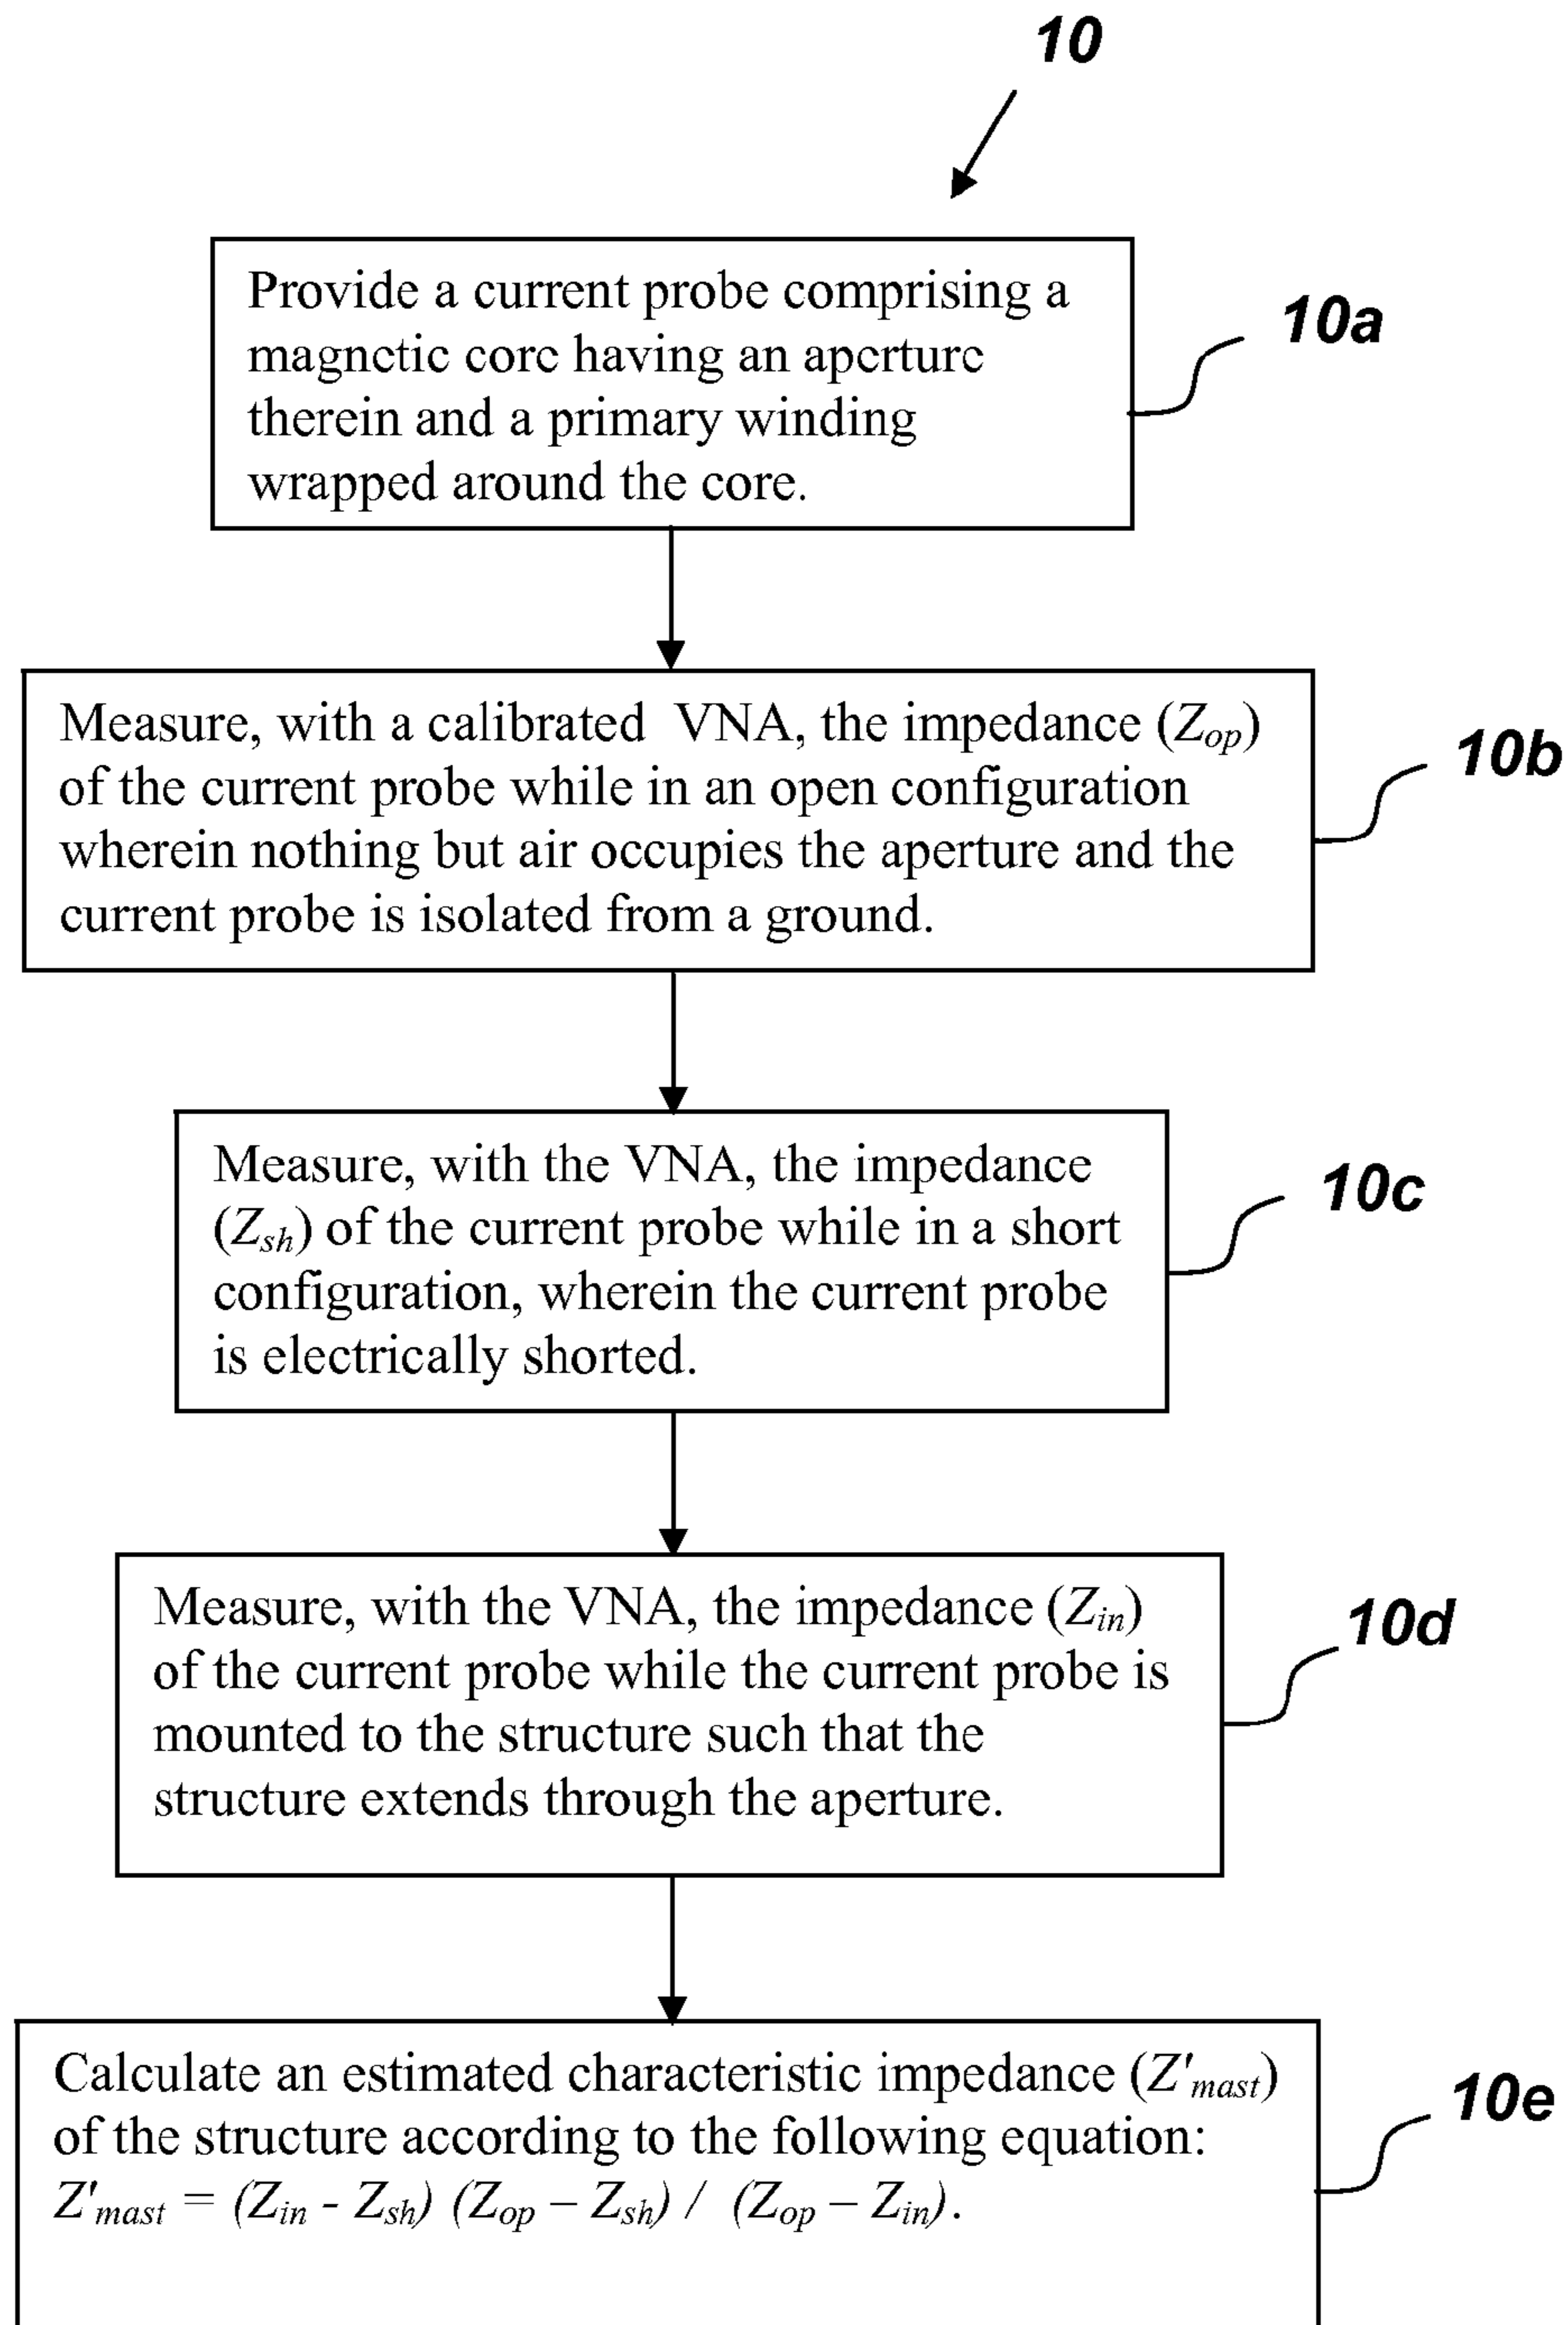 10
Provide a current probe comprising a
magnetic core having an aperture
therein and a primary winding
wrapped around the core.
10a
Measure, with a calibrated  VNA, the impedance (Zop)
of the current probe while in an open configuration
wherein nothing but air occupies the aperture and the
current probe is isolated from a ground.
10b
Measure, with the VNA, the impedance
(Zsh) of the current probe while in a short
configuration, wherein the current probe
is electrically shorted.
10c
Measure, with the VNA, the impedance (Zin)
of the current probe while the current probe is
mounted to the structure such that the
structure extends through the aperture.
10d
Calculate an estimated characteristic impedance (Z'mast)
of the structure according to the following equation:
Z'mast = (Zin - Zsh) (Zop – Zsh) /  (Zop – Zin).
10e